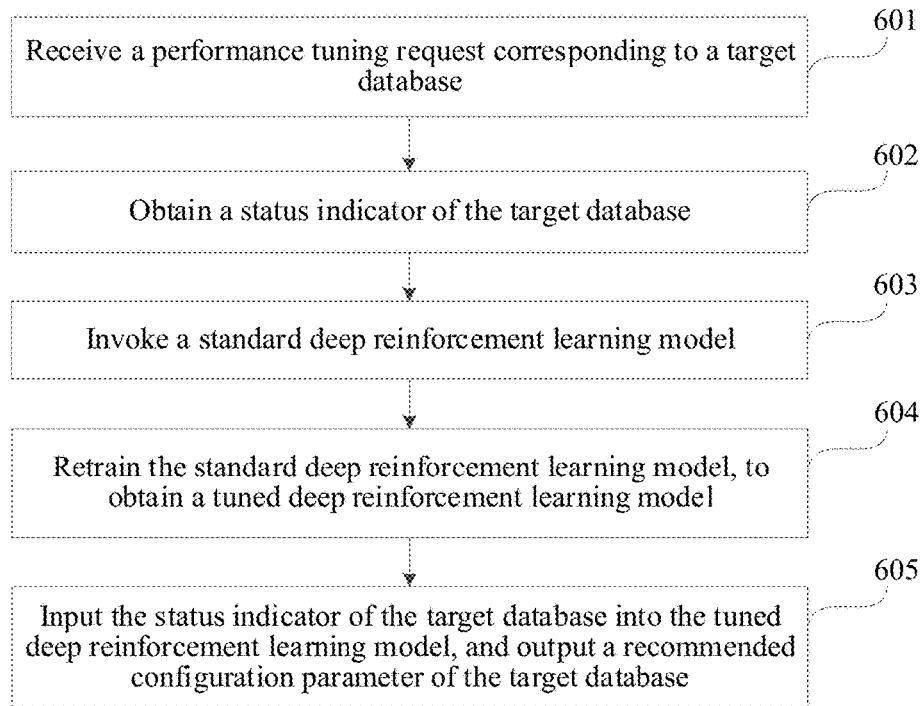 601
Receive a performance tuning request corresponding to a target
database
602
Obtain a status indicator of the target database
603
Invoke a standard deep reinforcement learning model
604
Retrain the standard deep reinforcement learning model, to
obtain a tuned deep reinforcement learning model
605
Input the status indicator of the target database into the tuned
deep reinforcement learning model, and output a recommended
configuration parameter of the target database